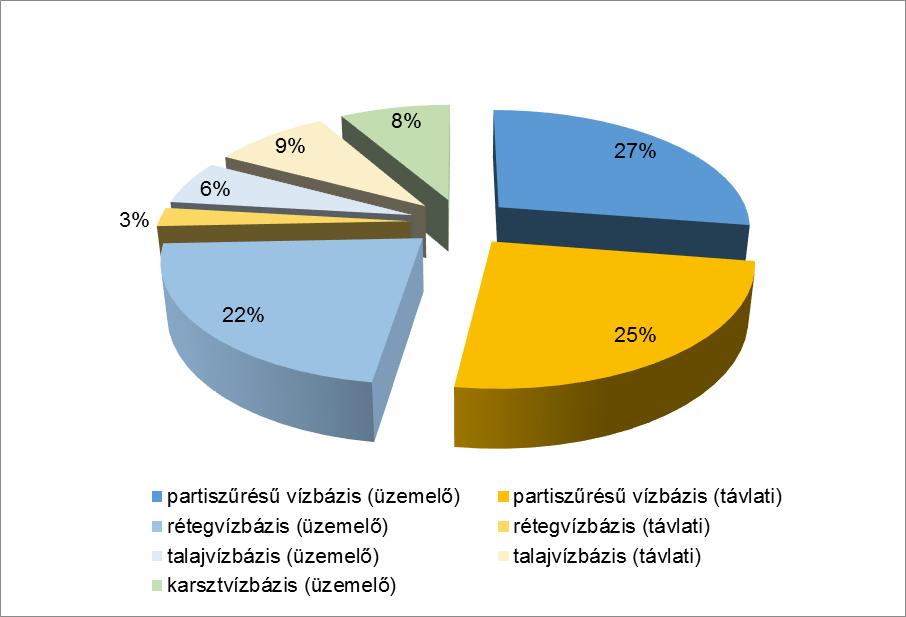 8%
27%
9%
6%
3%
22%
25%
partiszűrésű vízbázis (üzemelő)
partiszűrésű vízbázis (távlati)
rétegvízbázis (üzemelő)
rétegvízbázis (távlati)
talajvízbázis (üzemelő)
talajvízbázis (távlati)
karsztvízbázis (üzemelő)